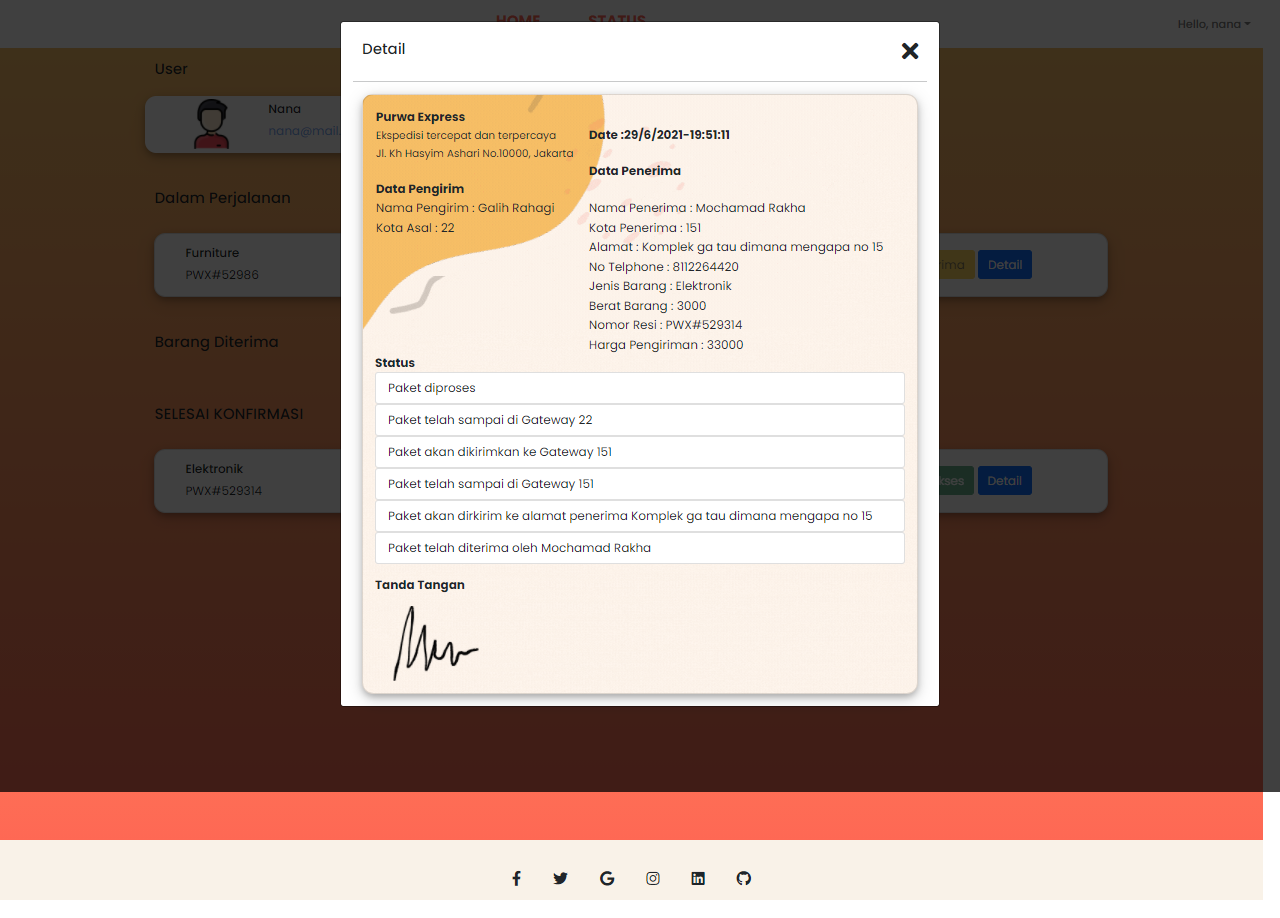 HOME STATUS
Hello, nana
Detail
User
Nana
nana@mail
Dalam Perjalanan
Furniture
PWX#52986
Detail
Barang Diterima
SELESAI KONFIRMASI
Elektronik
PWX#529314
Detail
Purwa Express
Ekspedisi tercepat dan terpercaya
Jl. Kh Hasyim Ashari No.10000, Jakarta
Data Pengirim
Nama Pengirim : Galih Rahagi
Kota Asal : 22
Date :29/6/2021-19:51:11
Data Penerima
Nama Penerima : Mochamad Rakha
Kota Penerima : 151
Alamat : Komplek ga tau dimana mengapa no 15
No Telphone : 8112264420
Jenis Barang : Elektronik
Berat Barang : 3000
Nomor Resi : PWX#529314
Harga Pengiriman : 33000
Status
Paket diproses
Paket telah sampai di Gateway 22
Paket akan dikirimkan ke Gateway 151
Paket telah sampai di Gateway 151
Paket akan dirkirim ke alamat penerima Komplek ga tau dimana mengapa no 15
Paket telah diterima oleh Mochamad Rakha
Tanda Tangan